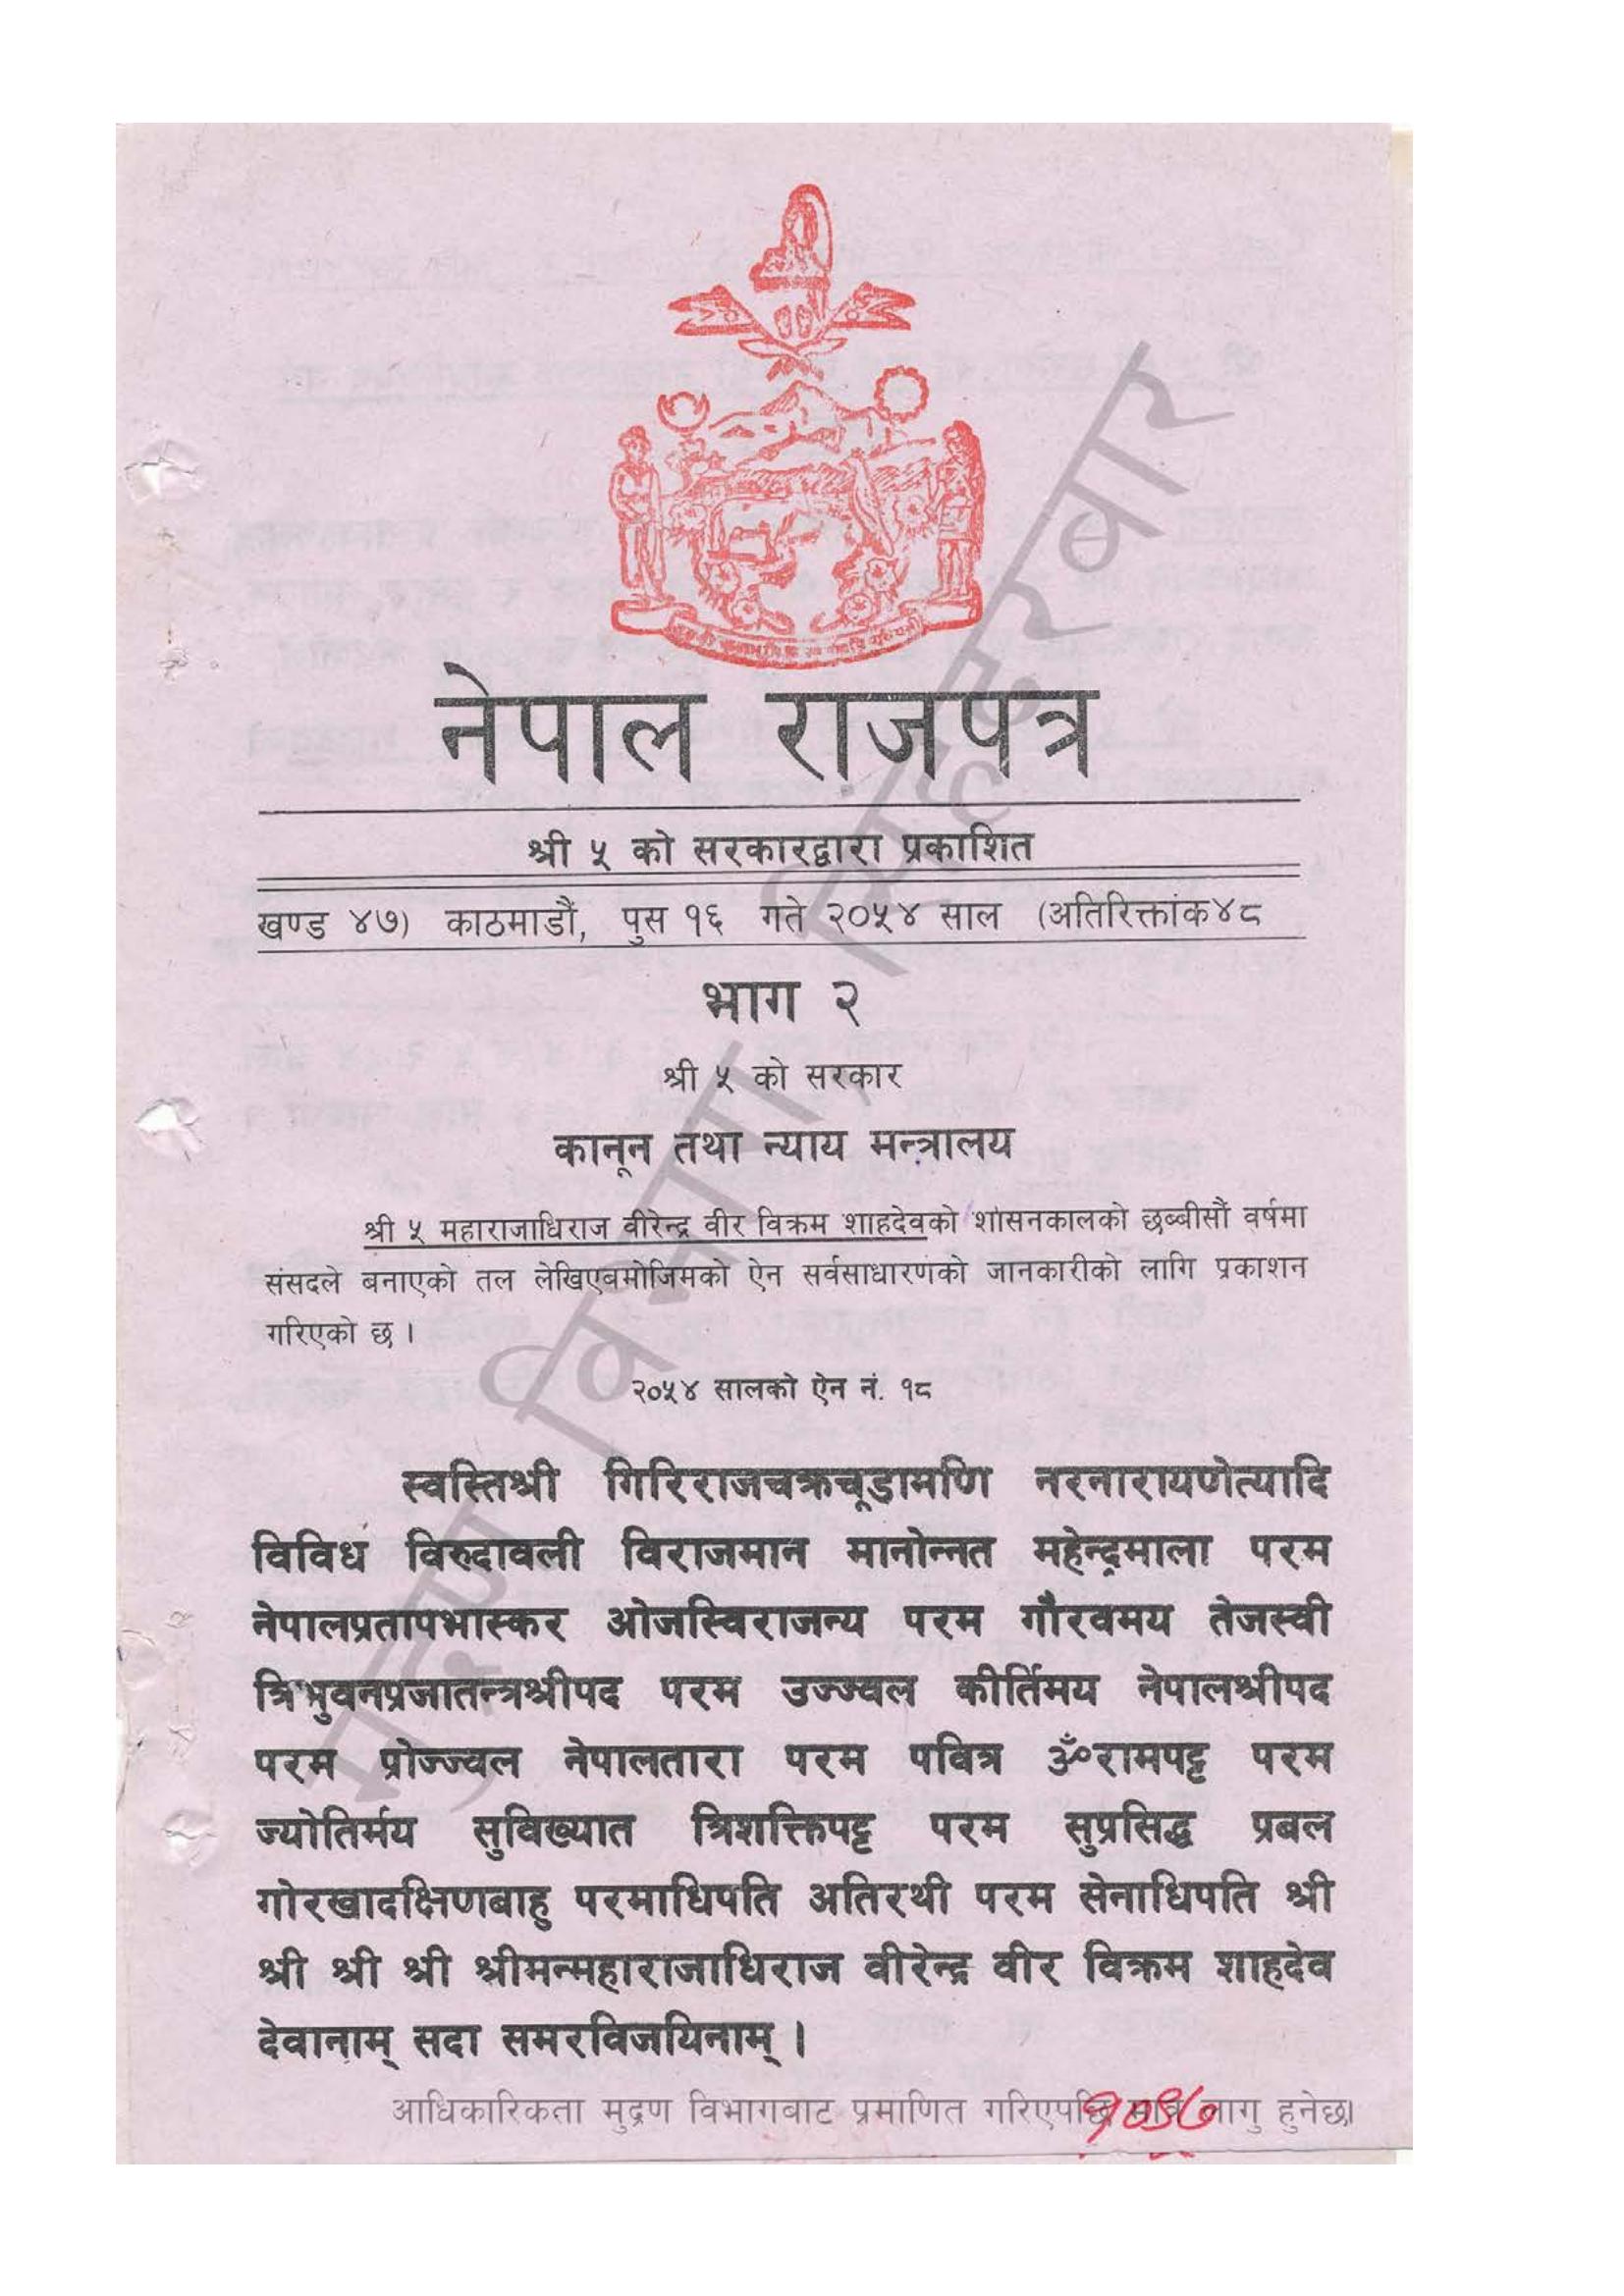 नेपाल राजपत्र
श्री ५ को सरकारद्वारा प्रकाशित
खण्ड ४७) काठमाडौं, पुस १६ गते २०५४ साल (अतिरिक्तांक४८
भाग २
श्री ५ को सरकार
कानून तथा न्याय मन्त्रालय
श्री ५ महाराजाधिराज वीरेन्द्र वीर विक्रम शाहदेवको शासनकालको छब्बीसौं वर्षमा
संसदले बनाएको तल लेखिएबमोजिमको ऐन सर्वसाधारणको जानकारीको लागि प्रकाशन
गरिएको छ ।
२०५४ सालको ऐन नं. १८
स्वस्तिश्री गिरिराजचक्रचूडामणि नरनारायणेत्यादि
विविध विरुदावली विराजमान मानोन्नत महेन्द्रमाला परम
नेपालप्रतापभास्कर ओजस्विराजन्य परम गौरवमय तेजस्वी
त्रिभुवनप्रजातन्त्रश्रीपद परम उज्ज्वल कीर्तिमय नेपालश्रीपद
परम प्रोज्ज्वल नेपालतारा परम पवित्र ॐरामपट्ट परम
ज्योतिर्मय सुविख्यात त्रिशक्तिपट्ट परम सुप्रसिद्ध प्रबल
गोरखादक्षिणबाहु परमाधिपति अतिरथी परम सेनाधिपति श्री
श्री श्री श्री श्रीमन्महाराजाधिराज वीरेन्द्र वीर विक्रम शाहदेव
देवानाम् सदा समरविजयिनाम् ।
आधिकारिकता मुद्रण विभागबाट प्रमाणित गरिएपछि मात्र लागु हुनेछ।
मुद्रण विभाग, सिंहदरवार